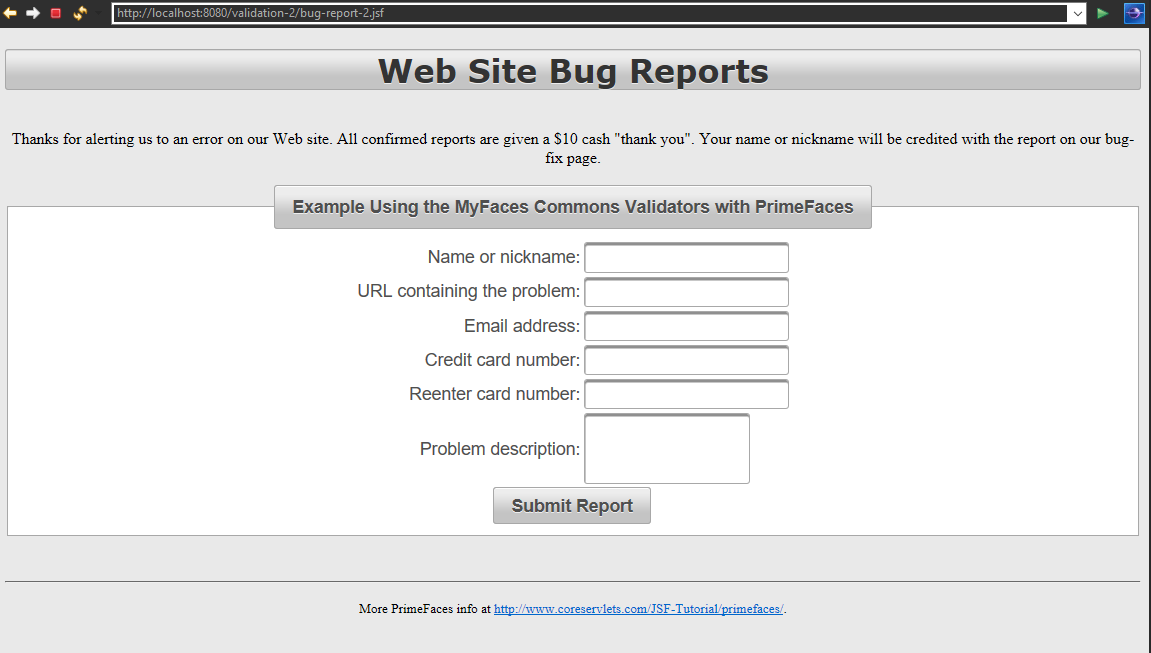 http://localhost:8080/validation-2/bug-report-2.jsf
Web Site Bug Reports
Thanks for alerting us to an error on our Web site. All confirmed reports are given a $10 cash "thank you". Your name or nickname will be credited with the report on our bug-
fix page.
Example Using the MyFaces Commons Validators with PrimeFaces
Name or nickname:
URL containing the problem:
Email address:
Credit card number:
Reenter card number:
Problem description:
Submit Report
More PrimeFaces info at http://www.coreservlets.com/JSF-Tutorial/primefaces/.